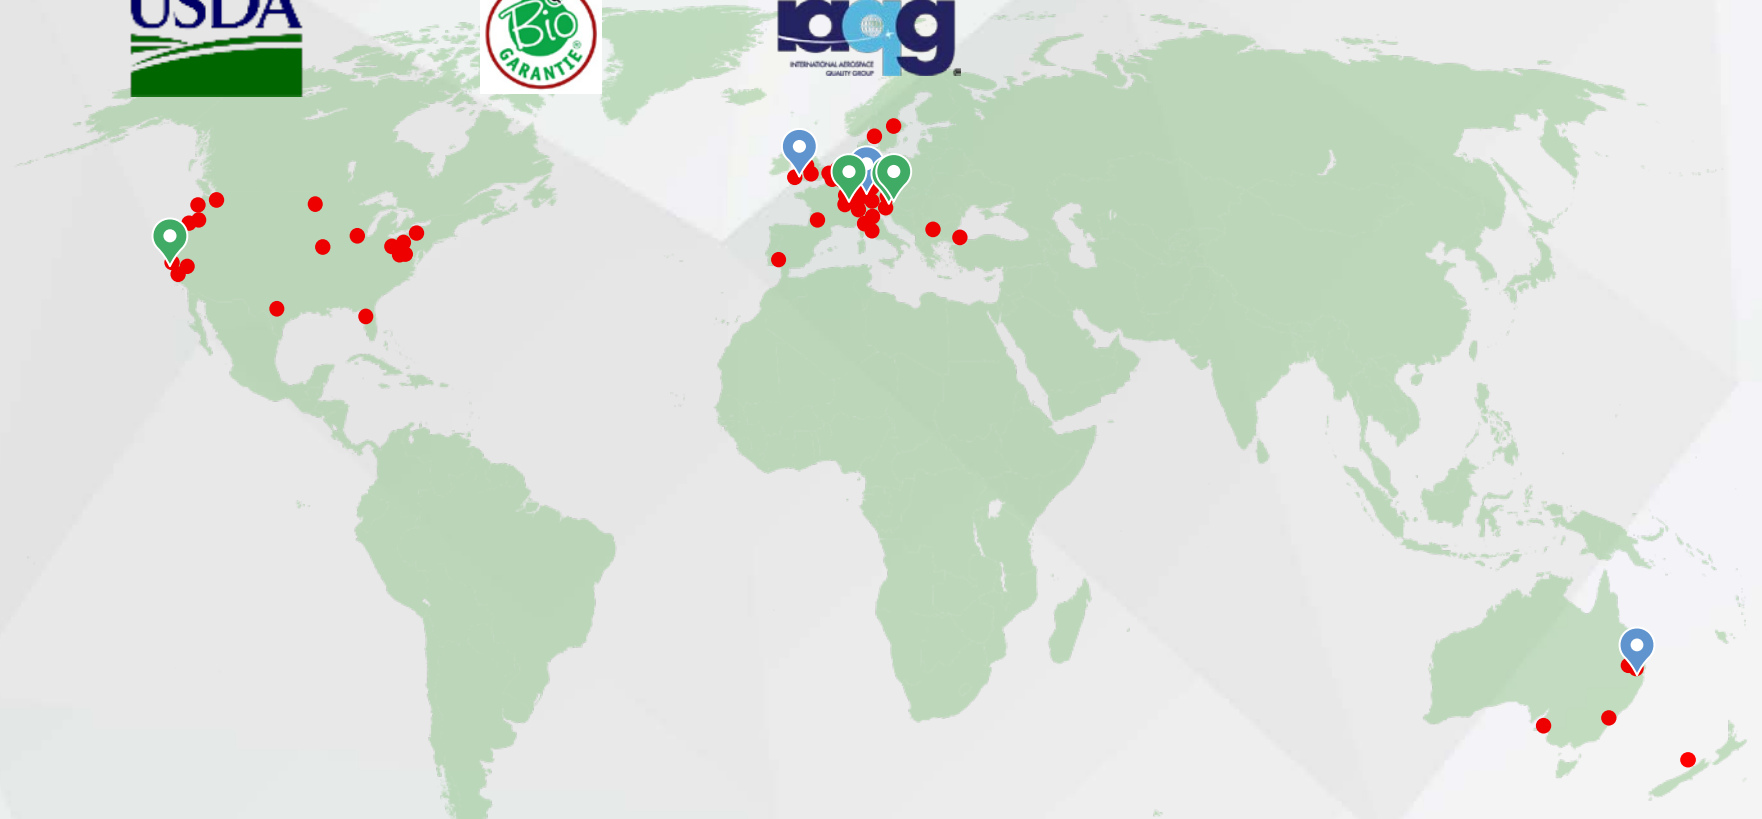 USDA
Bio
GARANTIE®
iaqg
INTERNATIONAL AEROSPACE
QUALITY GROUP